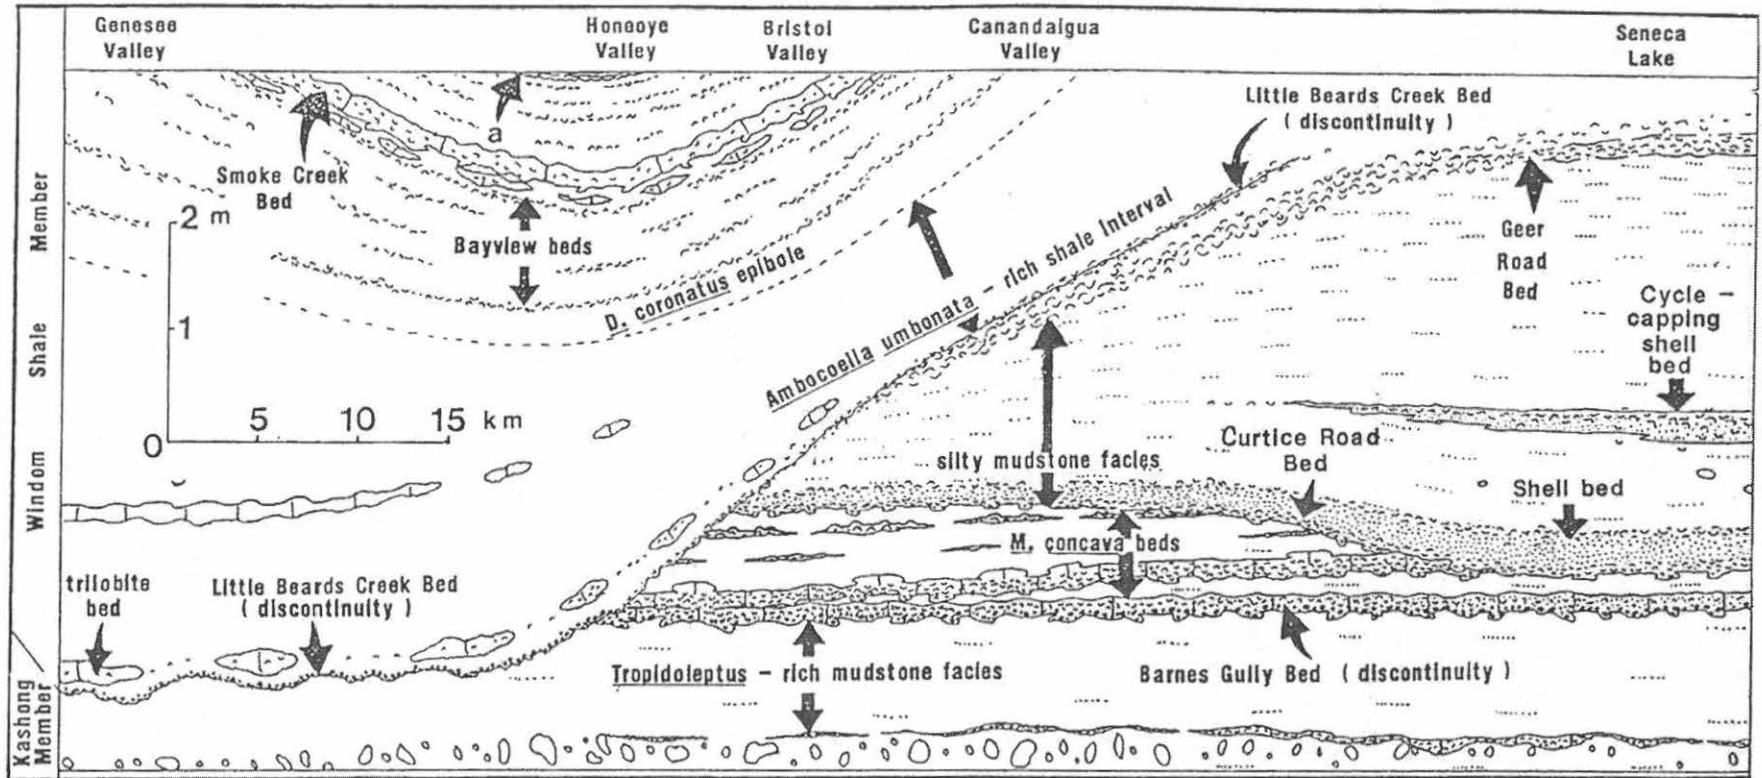 Genesee
Valley
Honeoye
Valley
Bristol
Valley
Canandaigua
Valley
Seneca
Lake
Little Beards Creek Bed
( discontinuity )
a
Smoke Creek
Bed
2 m
Bayview beds
Geer
Road
Bed
D. coronatus epibole
Ambocoella umbonata - rich shale interval
Cycle -
capping
shell
bed
1
5 10 15 km
0
Curtice Road
Bed
silty mudstone facies
Shell bed
M. concava beds
trilobite
bed
Little Beards Creek Bed
( discontinuity )
Tropidoleptus - rich mudstone facies
Barnes Gully Bed ( discontinuity )
Windom Shale Member
Kashong
Member